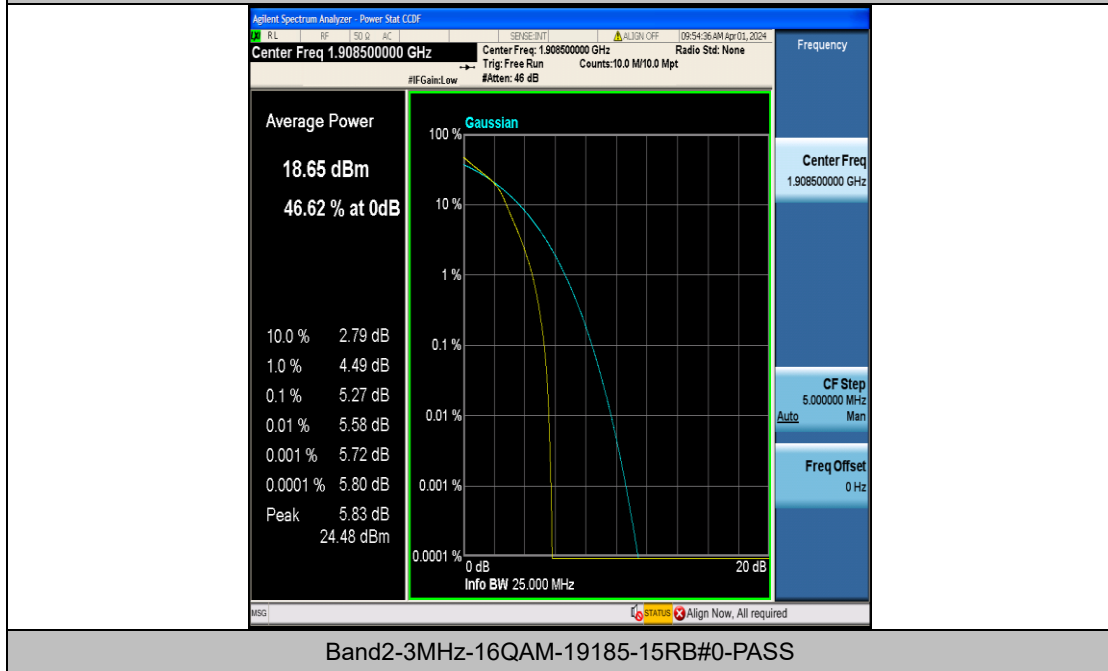 Agilent Spectrum Analyzer - Power Stat CCDF
RL RF 50 Ω AC SENSE:INT ALIGN OFF 09:54:36 AM Apr 01, 2024
Center Freq 1.908500000 GHz
Center Freq: 1.908500000 GHz Radio Std: None
Trig: Free Run Counts:10.0 M/10.0 Mpt
#IFGain:Low #Atten: 46 dB
Frequency
Average Power
18.65 dBm
46.62 % at 0dB
10.0 % 2.79 dB
1.0 % 4.49 dB
0.1 % 5.27 dB
0.01 % 5.58 dB
0.001 % 5.72 dB
0.0001 % 5.80 dB
Peak 5.83 dB
24.48 dBm
Gaussian
100 %
10 %
1 %
0.1 %
0.01 %
0.001 %
0.0001 %
0 dB 20 dB
Info BW 25.000 MHz
Center Freq
1.908500000 GHz
CF Step
5.000000 MHz
Auto Man
Freq Offset
0 Hz
MSG STATUS Align Now, All required
Band2-3MHz-16QAM-19185-15RB#0-PASS